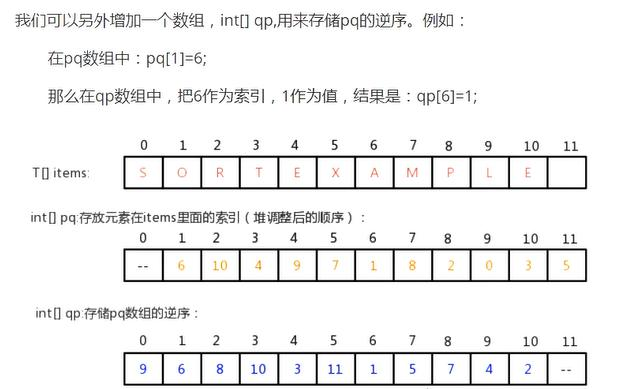 我们可以另外增加一个数组，int[] qp,用来存储pq的逆序。例如：
在pq数组中：pq[1]=6;
那么在qp数组中，把6作为索引，1作为值，结果是：qp[6]=1;
0 1 2 3 4 5 6 7 8 9 10 11
T[] items: S O R T E X A M P L E
int[] pq:存放元素在items里面的索引（堆调整后的顺序）：
0 1 2 3 4 5 6 7 8 9 10 11
-- 6 10 4 9 7 1 8 2 0 3 5
int[] qp:存储pq数组的逆序：
0 1 2 3 4 5 6 7 8 9 10 11
9 6 8 10 3 11 1 5 7 4 2 --